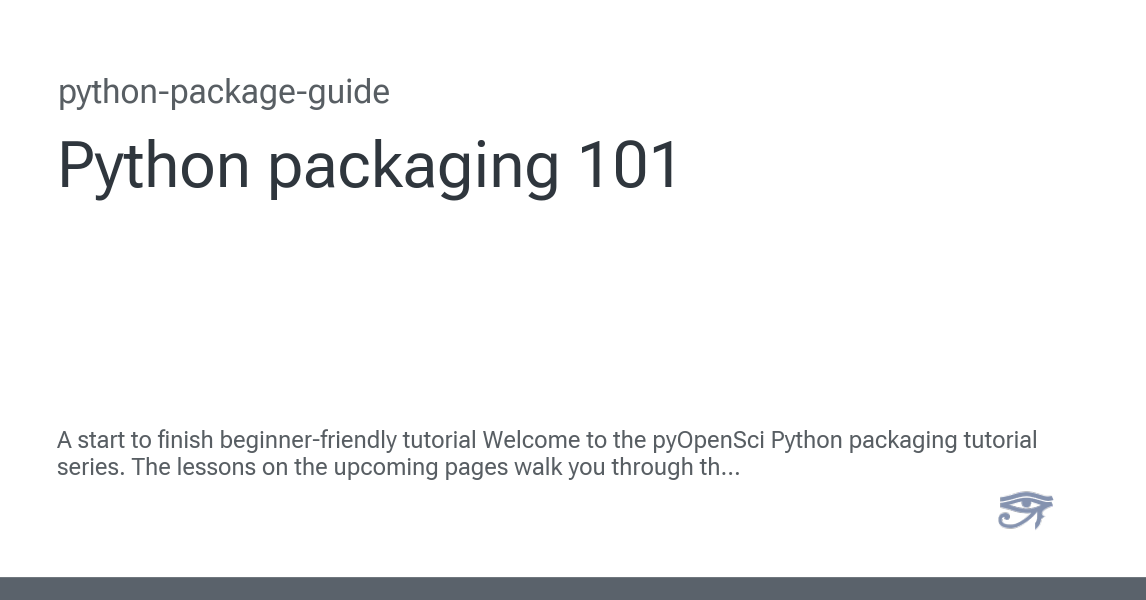 python-package-guide
Python packaging 101
A start to finish beginner-friendly tutorial Welcome to the pyOpenSci Python packaging tutorial
series. The lessons on the upcoming pages walk you through th...